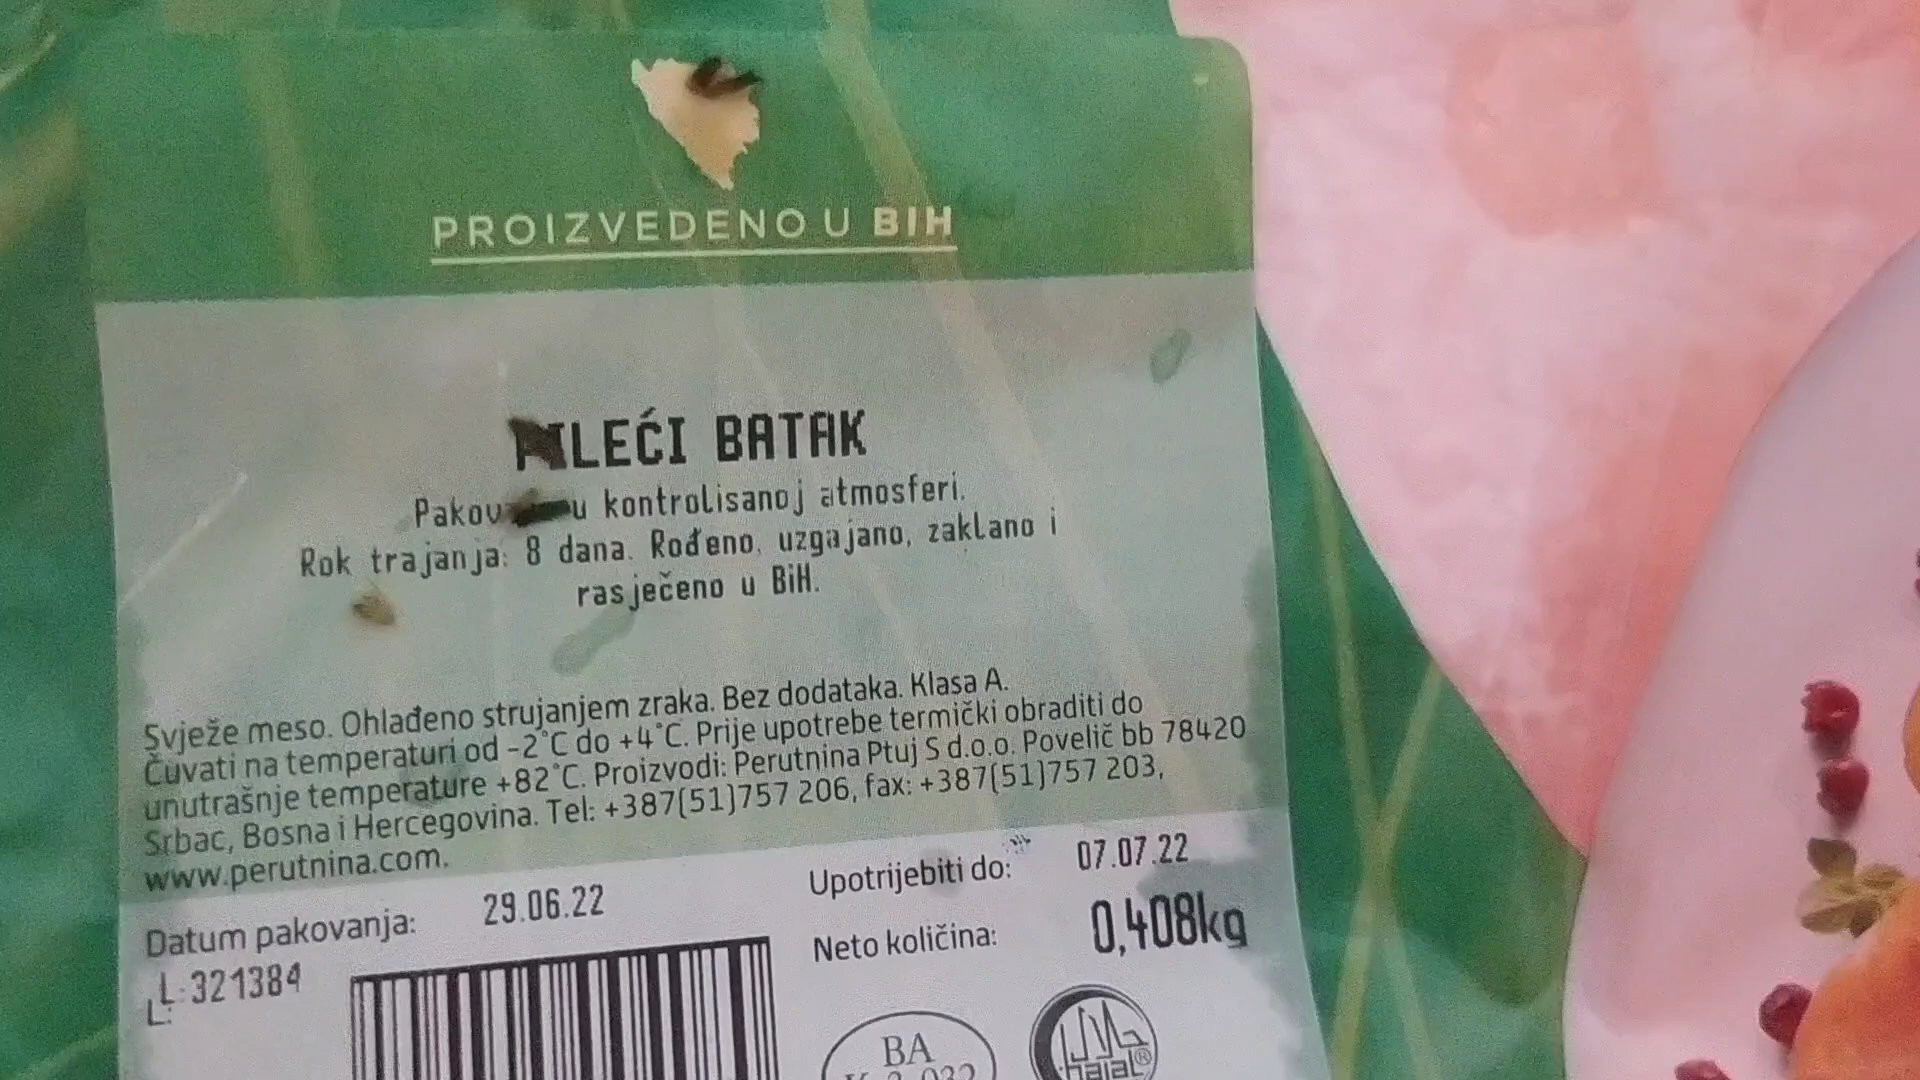 PROIZVEDENO U BIH
PILEĆI BATAK
Pakovano u kontrolisanoj atmosferi.
Rok trajanja: 8 dana. Rođeno, uzgajano, zaklano i
rasječeno u BiH.
Svježe meso. Ohlađeno strujanjem zraka. Bez dodataka. Klasa A.
Čuvati na temperaturi od -2°C do +4°C. Prije upotrebe termički obraditi do
unutrašnje temperature +82°C. Proizvodi: Perutnina Ptuj S d.o.o. Povelič bb 78420
Srbac, Bosna i Hercegovina. Tel: +387(51)757 206, fax: +387(51)757 203,
www.perutnina.com.
Datum pakovanja: 29.06.22
Upotrijebiti do: 07.07.22
L:321384
L:
Neto količina: 0,408kg
BA
halal®